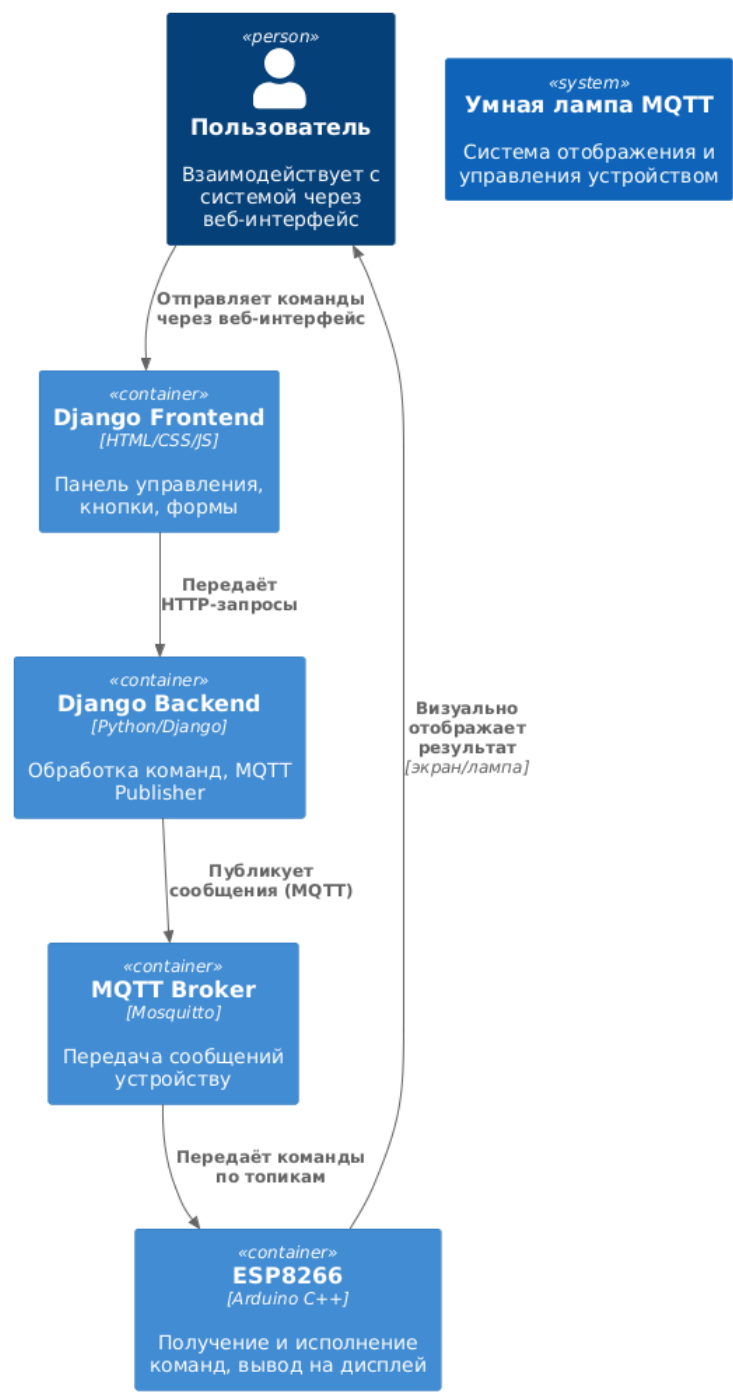 «person»
Пользователь
Взаимодействует с
системой через
веб-интерфейс
«system»
Умная лампа MQTT
Система отображения и
управления устройством
Отправляет команды
через веб-интерфейс
«container»
Django Frontend
[HTML/CSS/JS]
Панель управления,
кнопки, формы
Передаёт
HTTP-запросы
«container»
Django Backend
[Python/Django]
Обработка команд, MQTT
Publisher
Визуально
отображает
результат
[экран/лампа]
Публикует
сообщения (MQTT)
«container»
MQTT Broker
[Mosquitto]
Передача сообщений
устройству
Передаёт команды
по топикам
«container»
ESP8266
[Arduino C++]
Получение и исполнение
команд, вывод на дисплей